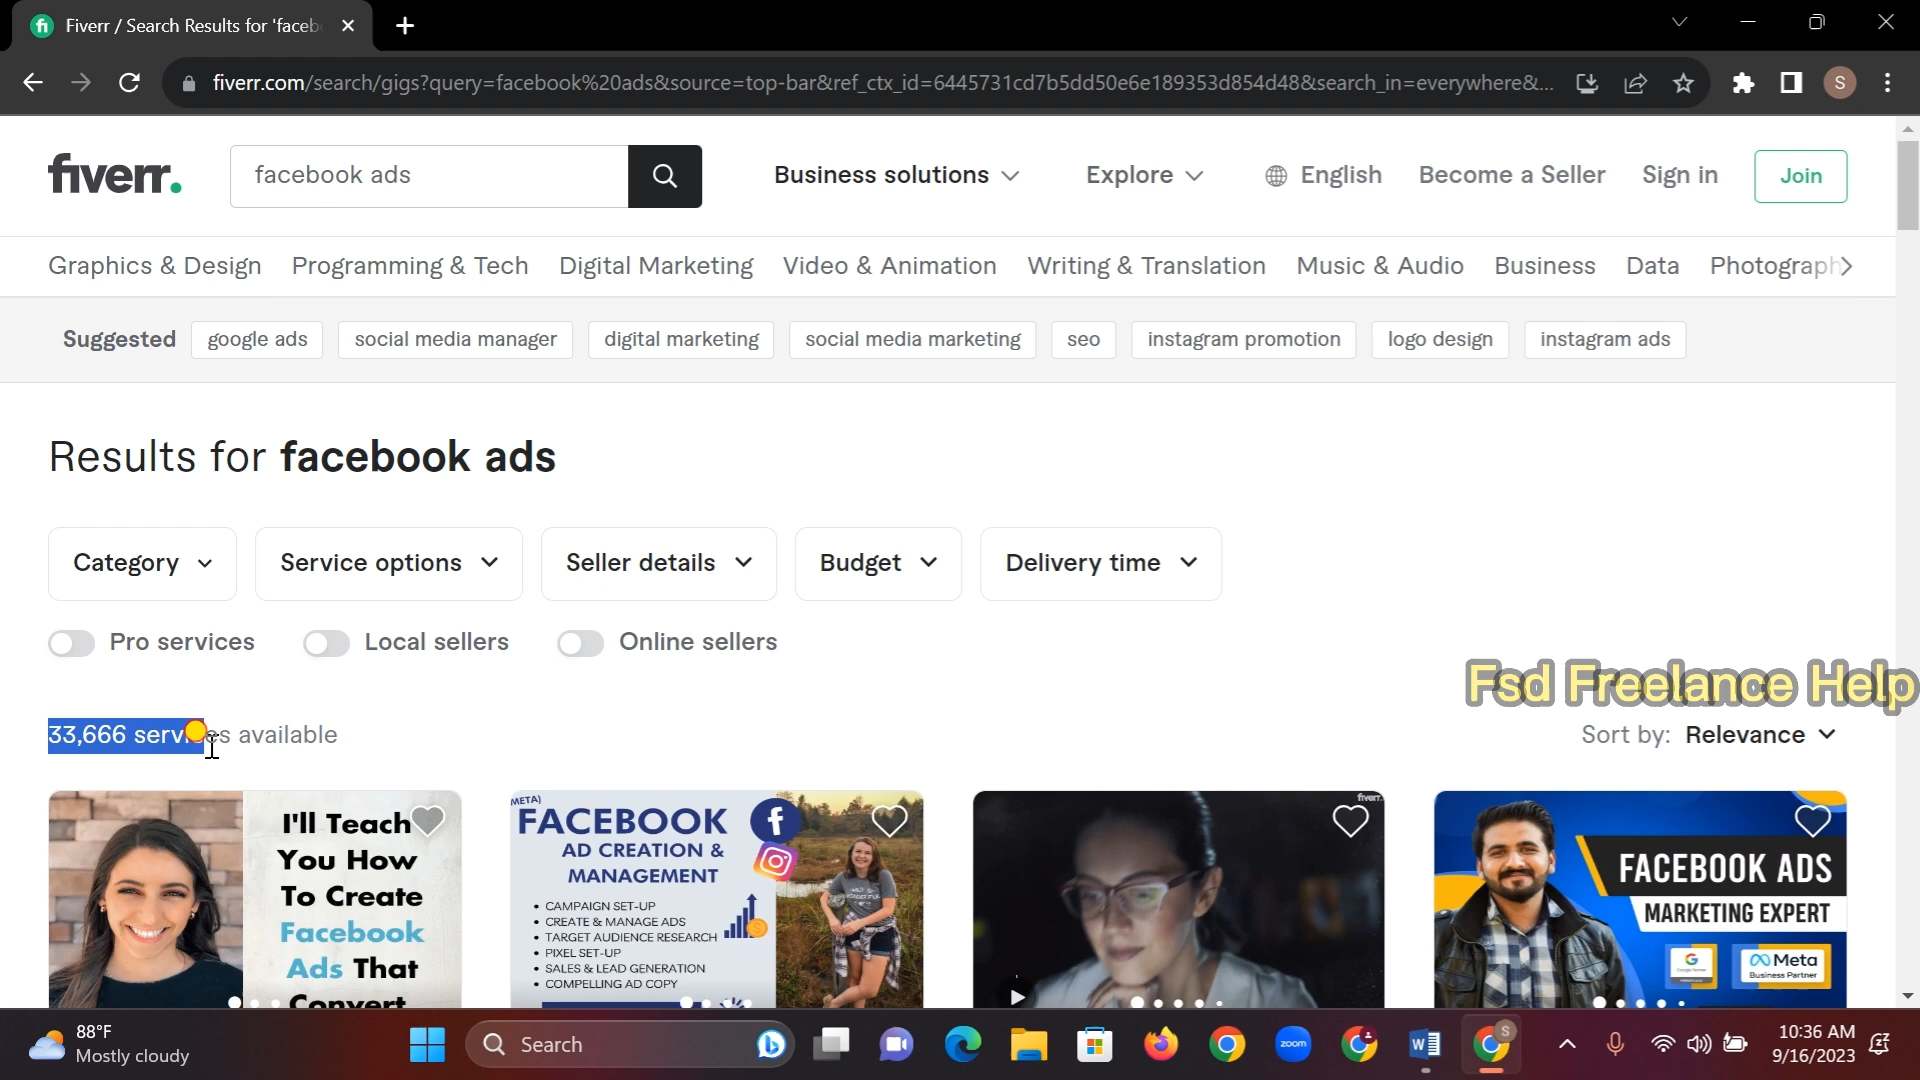 Fiverr / Search Results for 'faceb
fiverr.com/search/gigs?query=facebook%20ads&source=top-bar&ref_ctx_id=6445731cd7b5dd50e6e189353d854d48&search_in=everywhere&...
S
fiverr.
facebook ads
Business solutions
Explore
English
Become a Seller
Sign in
Join
Graphics & Design
Programming & Tech
Digital Marketing
Video & Animation
Writing & Translation
Music & Audio
Business
Data
Photograph
Suggested
google ads
social media manager
digital marketing
social media marketing
seo
instagram promotion
logo design
instagram ads
Results for facebook ads
Category
Service options
Seller details
Budget
Delivery time
Pro services
Local sellers
Online sellers
Fsd Freelance Help
33,666 services available
Sort by: Relevance
I'll Teach
You How
To Create
Facebook
Ads That
Convert
META)
FACEBOOK
AD CREATION &
MANAGEMENT
• CAMPAIGN SET-UP
• CREATE & MANAGE ADS
• TARGET AUDIENCE RESEARCH
• PIXEL SET-UP
• SALES & LEAD GENERATION
• COMPELLING AD COPY
fiverr.
FACEBOOK ADS
MARKETING EXPERT
Meta
Business Partner
88°F
Mostly cloudy
Search
zoom
10:36 AM
9/16/2023